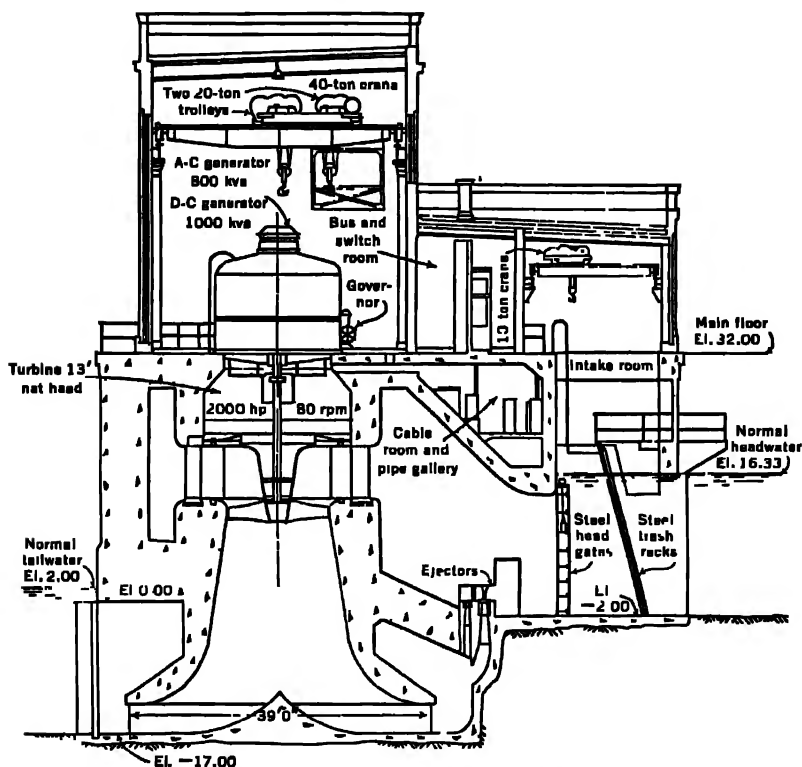 Two 20-ton
trolleys
40-ton crane
A-C generator
800 kva
D-C generator
1000 kva
Bus and
switch
room
Gover-
nor
13 ton crane
Main floor
El. 32.00
Turbine 13'
net head
Intake room
2000 hp
80 rpm
Cable
room and
pipe gallery
Normal
headwater
El. 16.33
Steel
head
gates
Steel
trash
racks
Normal
tailwater
El. 2.00
El 0.00
Ejectors
El
-2.00
39'0"
El. -17.00